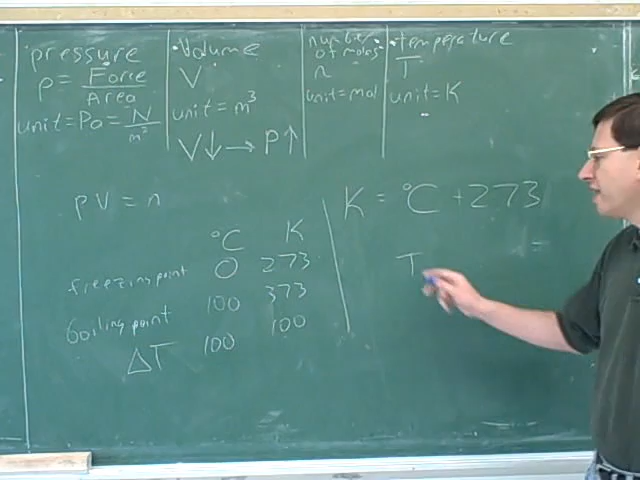 pressure
P = Force
Area
unit = Pa = N
m²
Volume
V
unit = m³
V↓ → P↑
number
of moles
n
unit = mol
temperature
T
unit = K
PV = n
°C K
freezing point 0 273
boiling point 100 373
ΔT 100 100
K = °C + 273
T =